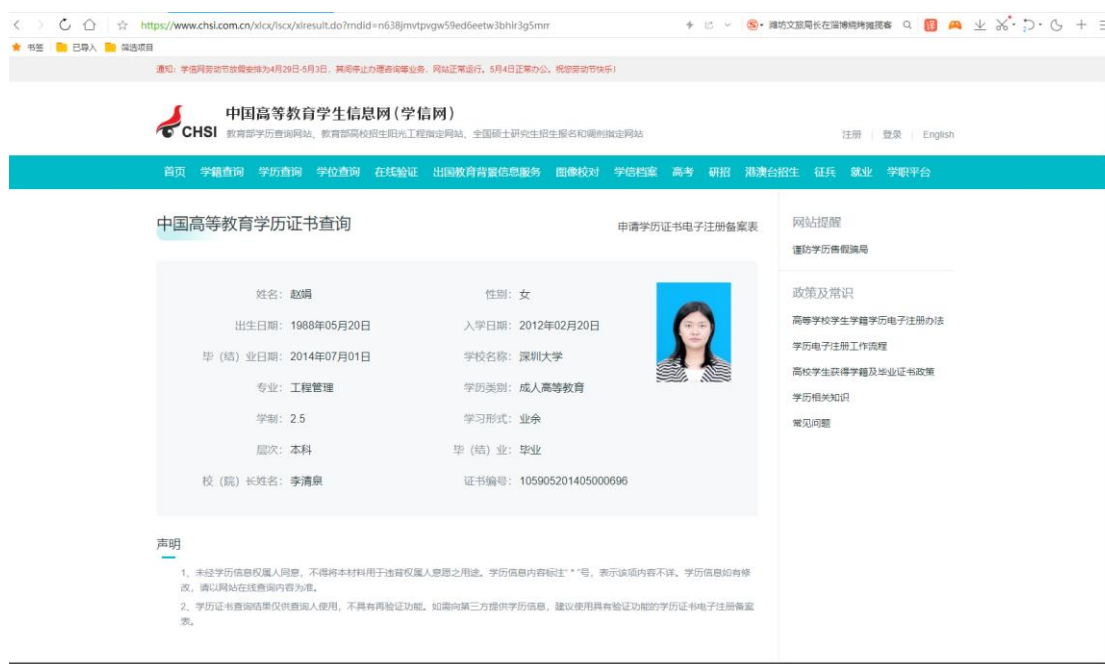 https://www.chsi.com.cn/xlcx/lscx/xlresult.do?rndid=n638jmvtpvgw59ed6eetw3bhir3g5mrr
潍坊文旅局长在淄博烧烤摊揽客
书签 已导入 筛选项目
通知：学信网劳动节放假安排为4月29日-5月3日，其间停止办理咨询等业务，网站正常运行。5月4日正常办公。祝您劳动节快乐！
中国高等教育学生信息网（学信网）
CHSI 教育部学历查询网站、教育部高校招生阳光工程指定网站、全国硕士研究生招生报名和调剂指定网站
注册 | 登录 | English
首页 学籍查询 学历查询 学位查询 在线验证 出国教育背景信息服务 图像校对 学信档案 高考 研招 港澳台招生 征兵 就业 学职平台
中国高等教育学历证书查询 申请学历证书电子注册备案表
姓名：赵娟 性别：女
出生日期：1988年05月20日 入学日期：2012年02月20日
毕（结）业日期：2014年07月01日 学校名称：深圳大学
专业：工程管理 学历类别：成人高等教育
学制：2.5 学习形式：业余
层次：本科 毕（结）业：毕业
校（院）长姓名：李清泉 证书编号：105905201405000696
声明
1、未经学历信息权属人同意，不得将本材料用于违背权属人意愿之用途。学历信息内容标注“*”号，表示该项内容不详。学历信息如有修
改，请以网站在线查询内容为准。
2、学历证书查询结果仅供查询人使用，不具有再验证功能。如需向第三方提供学历信息，建议使用具有验证功能的学历证书电子注册备案
表。
网站提醒
谨防学历售假骗局
政策及常识
高等学校学生学籍学历电子注册办法
学历电子注册工作流程
高校学生获得学籍及毕业证书政策
学历相关知识
常见问题